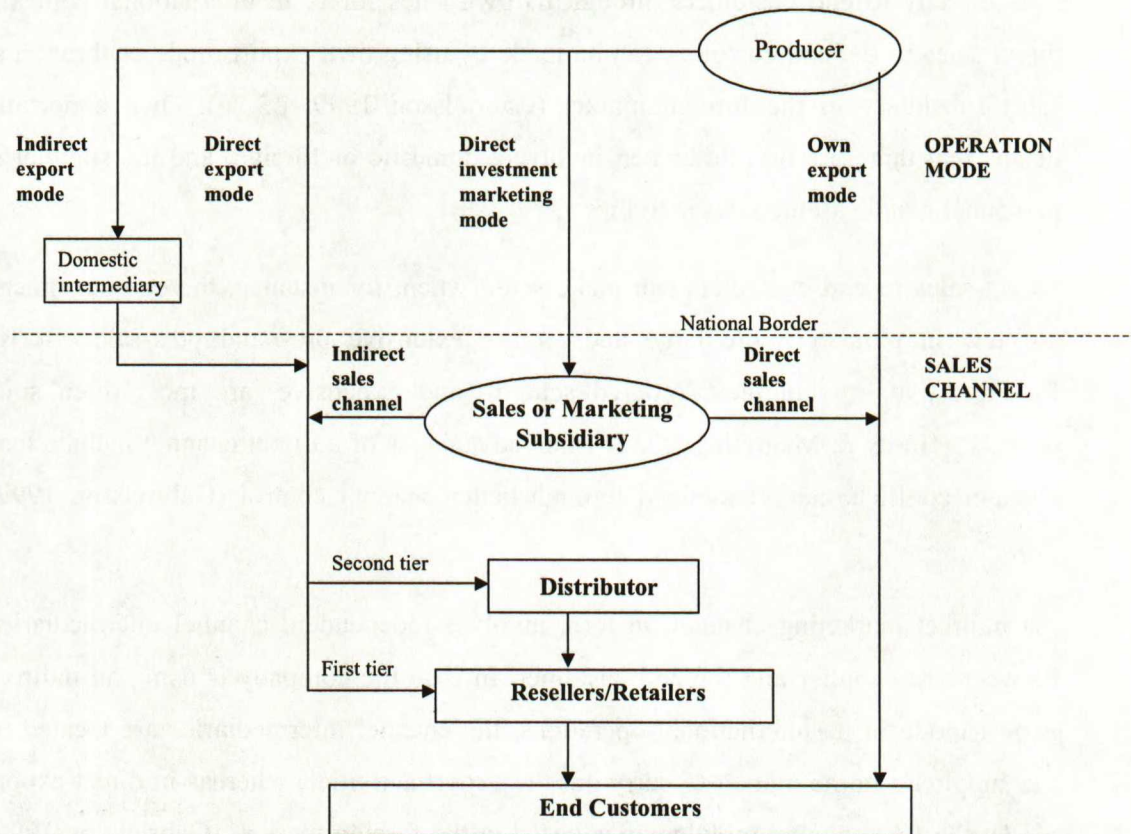 Producer
Indirect
export
mode
Direct
export
mode
Direct
investment
marketing
mode
Own
export
mode
OPERATION
MODE
Domestic
intermediary
National Border
Indirect
sales
channel
Sales or Marketing
Subsidiary
Direct
sales
channel
SALES
CHANNEL
Second tier
Distributor
First tier
Resellers/Retailers
End Customers